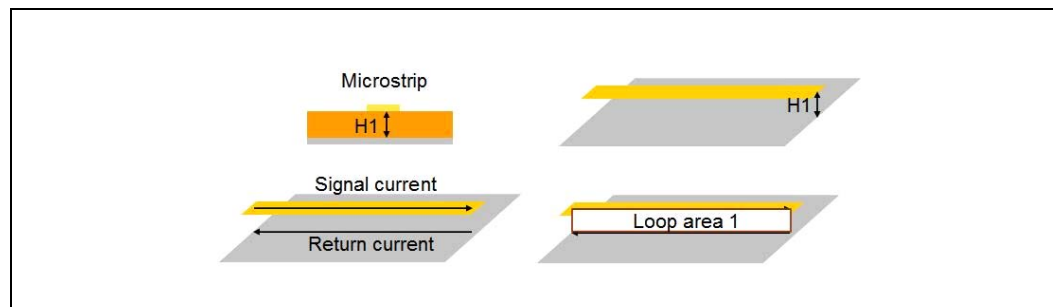 Microstrip
H1
H1
Signal current
Return current
Loop area 1